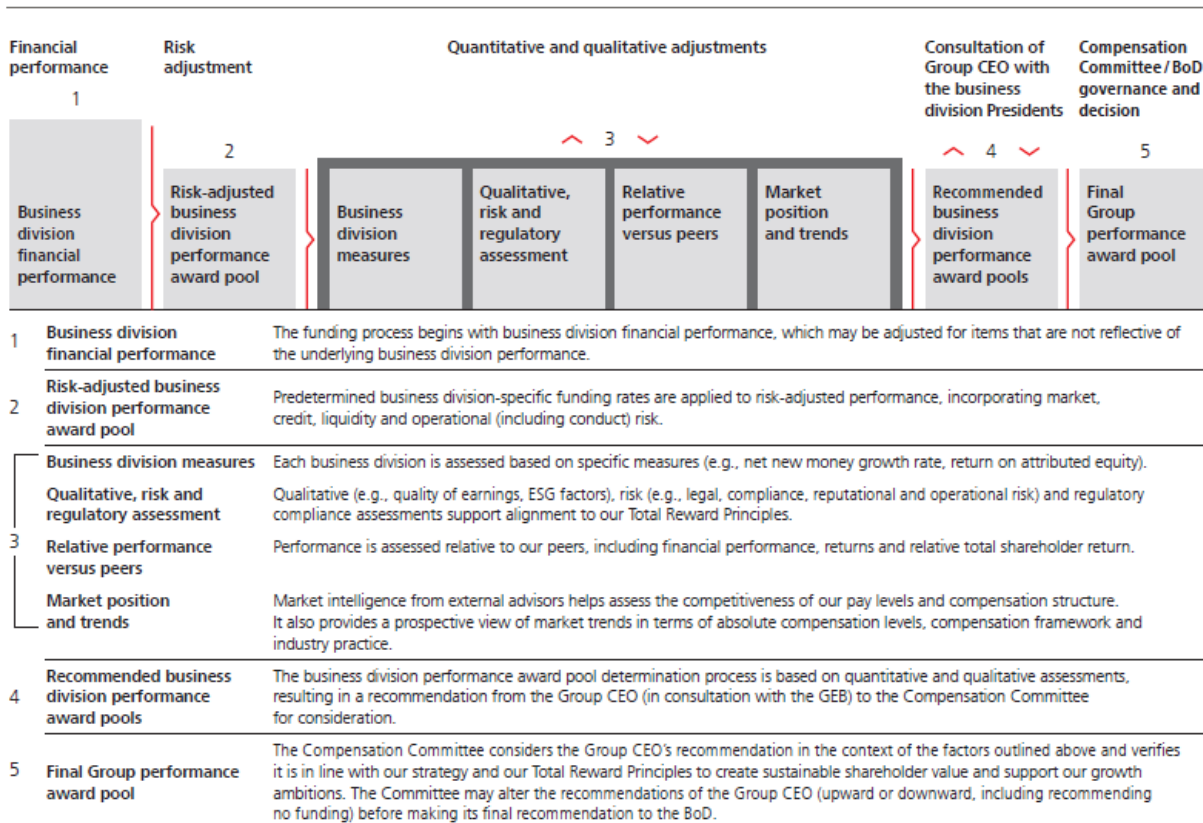 Financial
performance
Risk
adjustment
Quantitative and qualitative adjustments
Consultation of
Group CEO with
the business
division Presidents
Compensation
Committee / BoD
governance and
decision
1
2
3
4
5
Business
division
financial
performance
Risk-adjusted
business
division
performance
award pool
Business
division
measures
Qualitative,
risk and
regulatory
assessment
Relative
performance
versus peers
Market
position
and trends
Recommended
business
division
performance
award pools
Final
Group
performance
award pool
1
Business division
financial performance
The funding process begins with business division financial performance, which may be adjusted for items that are not reflective of
the underlying business division performance.
2
Risk-adjusted business
division performance
award pool
Predetermined business division-specific funding rates are applied to risk-adjusted performance, incorporating market,
credit, liquidity and operational (including conduct) risk.
3
Business division measures
Each business division is assessed based on specific measures (e.g., net new money growth rate, return on attributed equity).
Qualitative, risk and
regulatory assessment
Qualitative (e.g., quality of earnings, ESG factors), risk (e.g., legal, compliance, reputational and operational risk) and regulatory
compliance assessments support alignment to our Total Reward Principles.
Relative performance
versus peers
Performance is assessed relative to our peers, including financial performance, returns and relative total shareholder return.
Market position
and trends
Market intelligence from external advisors helps assess the competitiveness of our pay levels and compensation structure.
It also provides a prospective view of market trends in terms of absolute compensation levels, compensation framework and
industry practice.
4
Recommended business
division performance
award pools
The business division performance award pool determination process is based on quantitative and qualitative assessments,
resulting in a recommendation from the Group CEO (in consultation with the GEB) to the Compensation Committee
for consideration.
5
Final Group performance
award pool
The Compensation Committee considers the Group CEO's recommendation in the context of the factors outlined above and verifies
it is in line with our strategy and our Total Reward Principles to create sustainable shareholder value and support our growth
ambitions. The Committee may alter the recommendations of the Group CEO (upward or downward, including recommending
no funding) before making its final recommendation to the BoD.